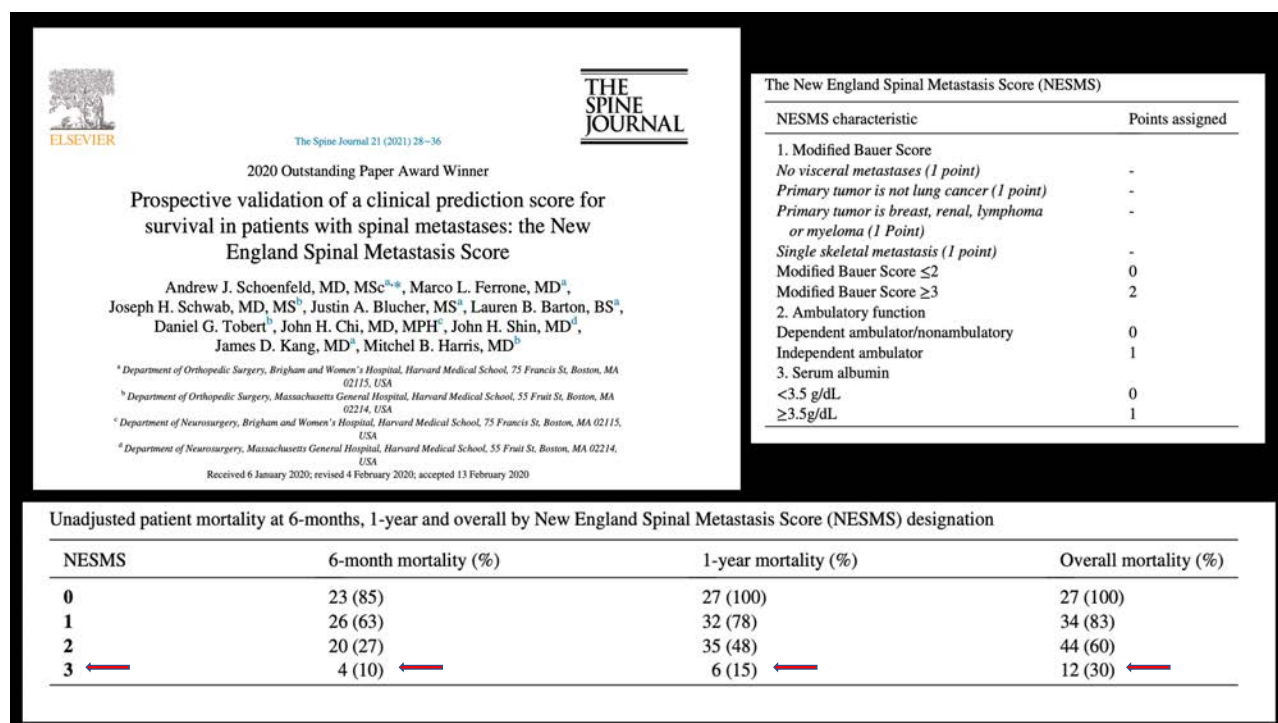 ELSEVIER
THE
SPINE
JOURNAL
The Spine Journal 21 (2021) 28−36
2020 Outstanding Paper Award Winner
Prospective validation of a clinical prediction score for
survival in patients with spinal metastases: the New
England Spinal Metastasis Score
Andrew J. Schoenfeld, MD, MScᵃ,*, Marco L. Ferrone, MDᵃ,
Joseph H. Schwab, MD, MSᵇ, Justin A. Blucher, MSᵃ, Lauren B. Barton, BSᵃ,
Daniel G. Tobertᵇ, John H. Chi, MD, MPHᶜ, John H. Shin, MDᵈ,
James D. Kang, MDᵃ, Mitchel B. Harris, MDᵇ
ᵃ Department of Orthopedic Surgery, Brigham and Women's Hospital, Harvard Medical School, 75 Francis St, Boston, MA
02115, USA
ᵇ Department of Orthopedic Surgery, Massachusetts General Hospital, Harvard Medical School, 55 Fruit St, Boston, MA
02214, USA
ᶜ Department of Neurosurgery, Brigham and Women's Hospital, Harvard Medical School, 75 Francis St, Boston, MA 02115,
USA
ᵈ Department of Neurosurgery, Massachusetts General Hospital, Harvard Medical School, 55 Fruit St, Boston, MA 02214,
USA
Received 6 January 2020; revised 4 February 2020; accepted 13 February 2020
The New England Spinal Metastasis Score (NESMS)
NESMS characteristic Points assigned
1. Modified Bauer Score
No visceral metastases (1 point) -
Primary tumor is not lung cancer (1 point) -
Primary tumor is breast, renal, lymphoma -
or myeloma (1 Point)
Single skeletal metastasis (1 point) -
Modified Bauer Score ≤2 0
Modified Bauer Score ≥3 2
2. Ambulatory function
Dependent ambulator/nonambulatory 0
Independent ambulator 1
3. Serum albumin
<3.5 g/dL 0
≥3.5g/dL 1
Unadjusted patient mortality at 6-months, 1-year and overall by New England Spinal Metastasis Score (NESMS) designation
NESMS 6-month mortality (%) 1-year mortality (%) Overall mortality (%)
0 23 (85) 27 (100) 27 (100)
1 26 (63) 32 (78) 34 (83)
2 20 (27) 35 (48) 44 (60)
3 4 (10) 6 (15) 12 (30)